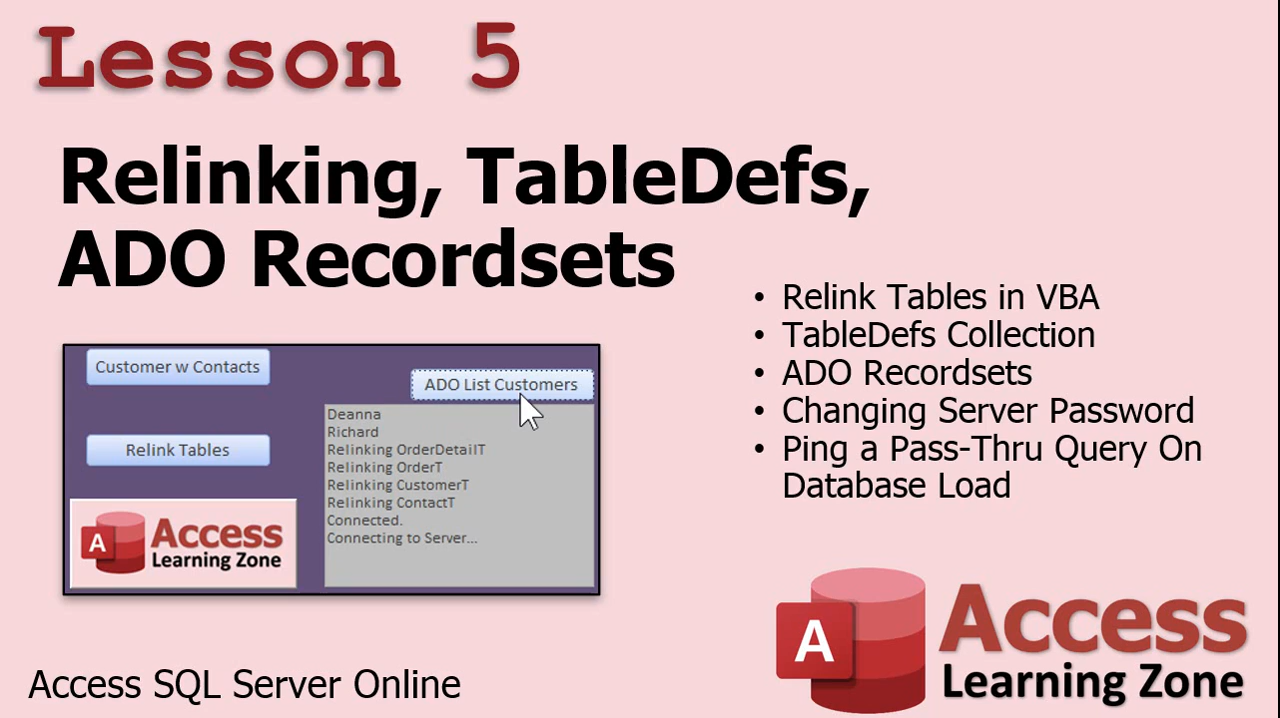 Lesson 5
Relinking, TableDefs,
ADO Recordsets
• Relink Tables in VBA
• TableDefs Collection
• ADO Recordsets
• Changing Server Password
• Ping a Pass-Thru Query On
Database Load
Customer w Contacts
ADO List Customers
Relink Tables
Deanna
Richard
Relinking OrderDetailT
Relinking OrderT
Relinking CustomerT
Relinking ContactT
Connected.
Connecting to Server...
A Access
Learning Zone
Access SQL Server Online
A Access
Learning Zone